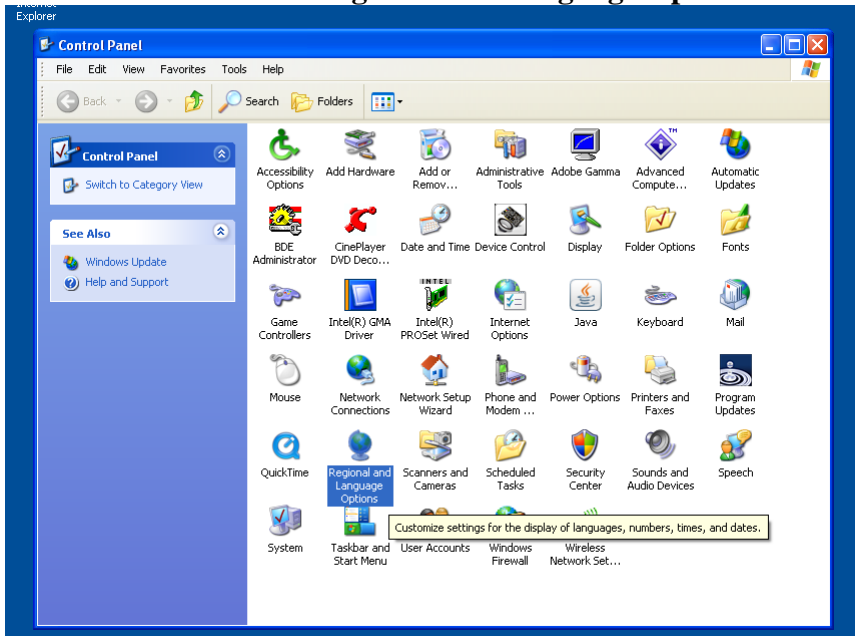 Internet
Explorer
Control Panel
File Edit View Favorites Tools Help
Back Search Folders
Control Panel
Switch to Category View
See Also
Windows Update
Help and Support
Accessibility
Options
Add Hardware
Add or
Remov...
Administrative
Tools
Adobe Gamma
TM
Advanced
Compute...
Automatic
Updates
BDE
Administrator
CinePlayer
DVD Deco...
Date and Time
Device Control
Display
Folder Options
Fonts
Game
Controllers
Intel(R) GMA
Driver
INTEL
Intel(R)
PROSet Wired
Internet
Options
Java
Keyboard
Mail
Mouse
Network
Connections
Network Setup
Wizard
Phone and
Modem ...
Power Options
Printers and
Faxes
Program
Updates
QuickTime
Regional and
Language
Options
Scanners and
Cameras
Scheduled
Tasks
Security
Center
Sounds and
Audio Devices
Speech
Customize settings for the display of languages, numbers, times, and dates.
System
Taskbar and
Start Menu
User Accounts
Windows
Firewall
Wireless
Network Set...